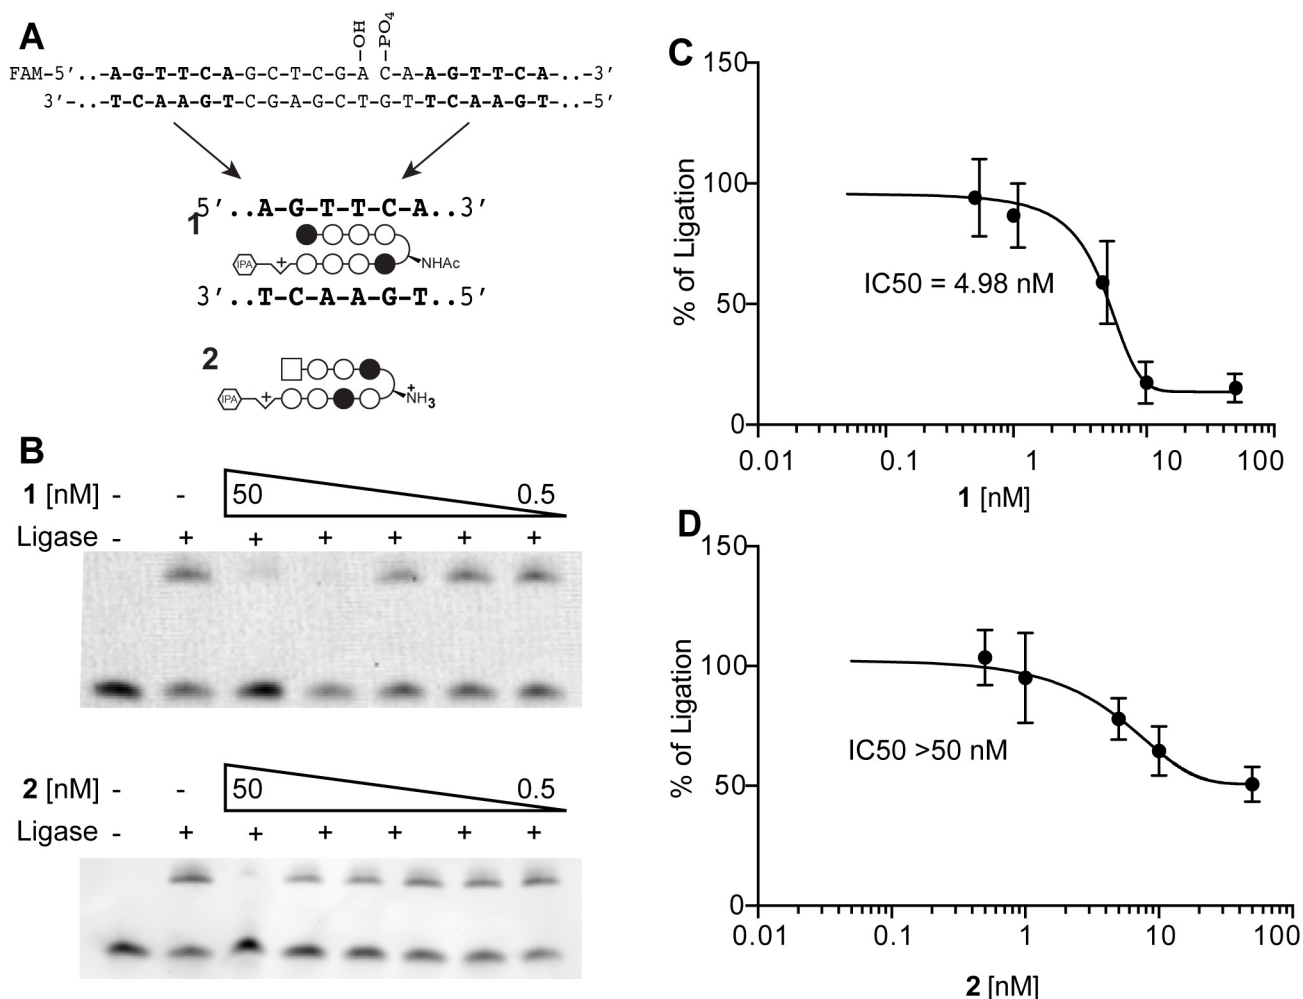 A
–OH
–PO4
FAM–5′..–A–G–T–T–C–A–G–C–T–C–G–A C–A–A–G–T–T–C–A–..–3′
3′–..–T–C–A–A–G–T–C–G–A–G–C–T–G–T–T–C–A–A–G–T–..–5′
5′..A–G–T–T–C–A..3′
1
IPA + NHAc
3′..T–C–A–A–G–T..5′
2
IPA + +NH3
B
1 [nM] - - 50 0.5
Ligase - + + + + + +
2 [nM] - - 50 0.5
Ligase - + + + + + +
C
% of Ligation
150
100
50
0
IC50 = 4.98 nM
0.01 0.1 1 10 100
1 [nM]
D
% of Ligation
150
100
50
0
IC50 >50 nM
0.01 0.1 1 10 100
2 [nM]